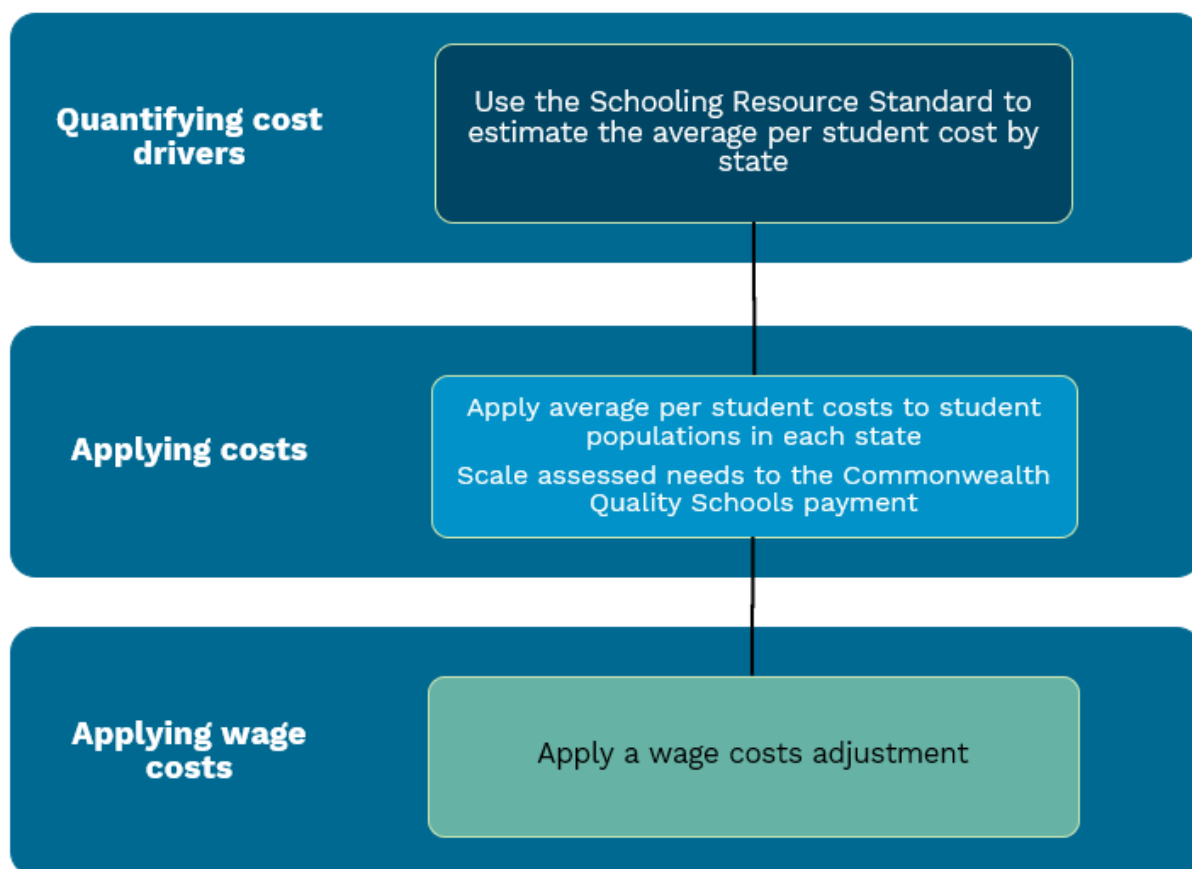 Quantifying cost
drivers
Use the Schooling Resource Standard to
estimate the average per student cost by
state
Applying costs
Apply average per student costs to student
populations in each state
Scale assessed needs to the Commonwealth
Quality Schools payment
Applying wage
costs
Apply a wage costs adjustment